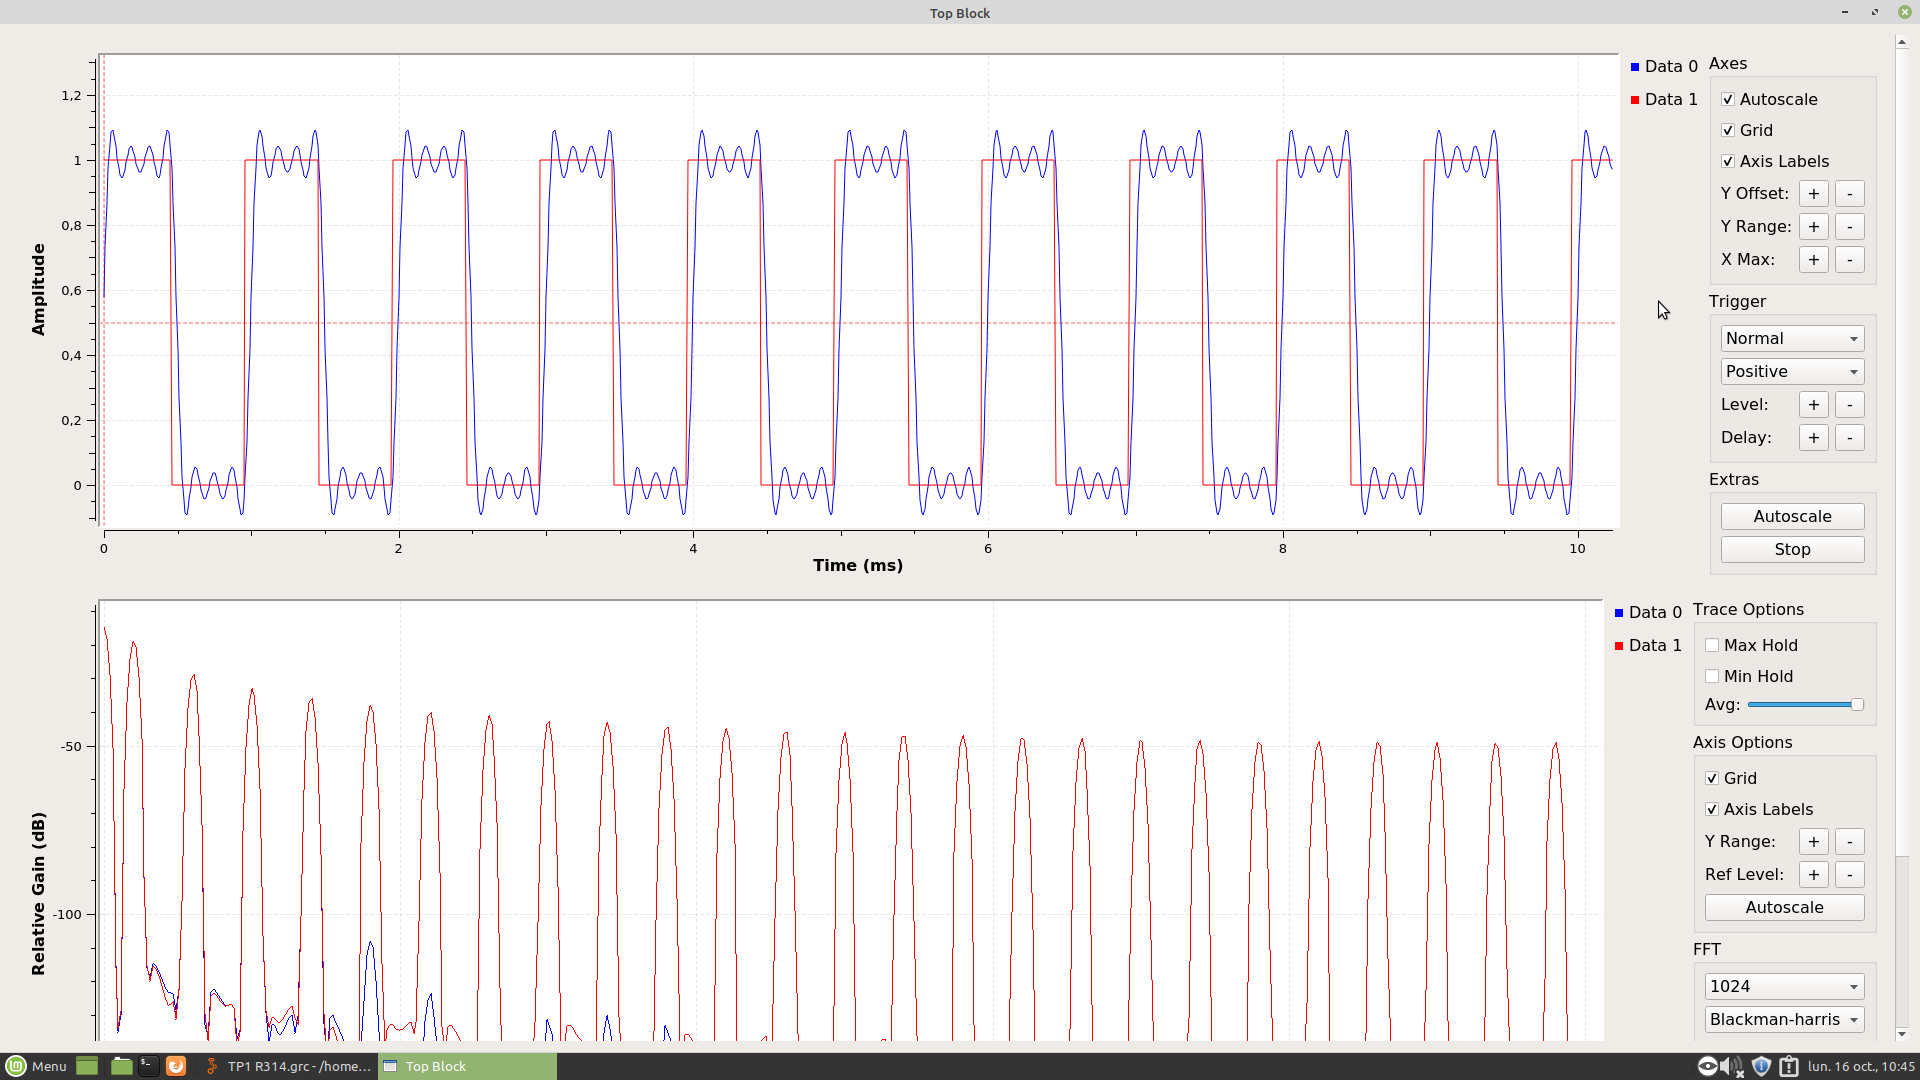 Top Block
Data 0
Data 1
Axes
Autoscale
Grid
Axis Labels
Y Offset: + -
Y Range: + -
X Max: + -
Trigger
Normal
Positive
Level: + -
Delay: + -
Extras
Autoscale
Stop
Amplitude
1,2
1
0,8
0,6
0,4
0,2
0
0 2 4 6 8 10
Time (ms)
Data 0
Data 1
Trace Options
Max Hold
Min Hold
Avg:
Axis Options
Grid
Axis Labels
Y Range: + -
Ref Level: + -
Autoscale
FFT
1024
Blackman-harris
Relative Gain (dB)
-50
-100
Menu TP1 R314.grc - /home... Top Block lun. 16 oct., 10:45